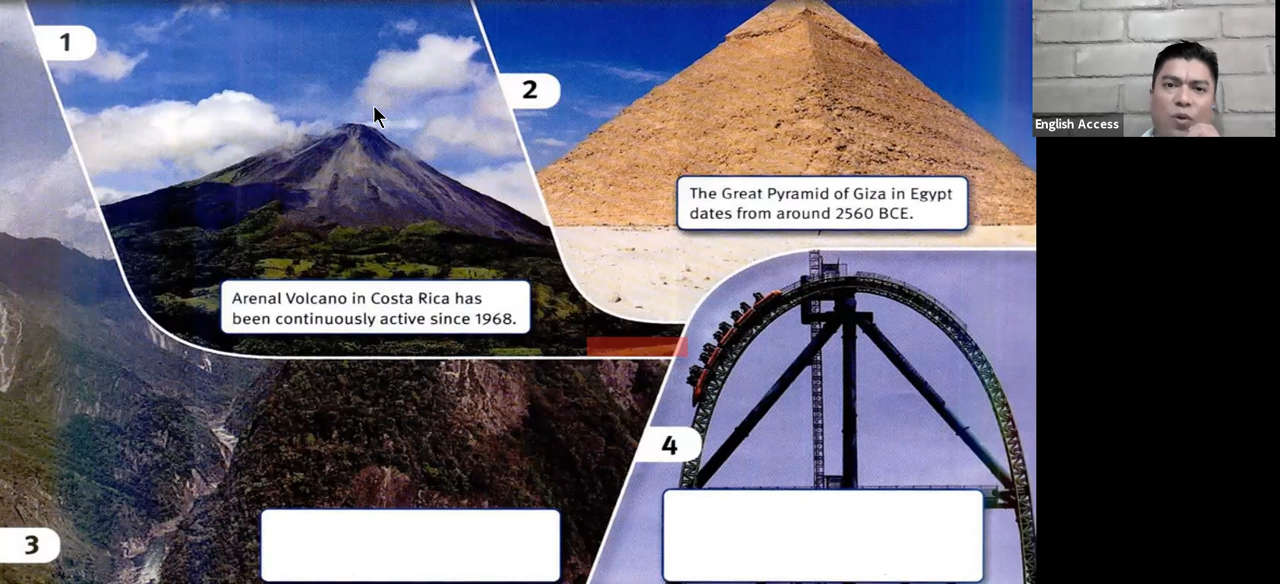 1
Arenal Volcano in Costa Rica has
been continuously active since 1968.
2
The Great Pyramid of Giza in Egypt
dates from around 2560 BCE.
3
4
English Access